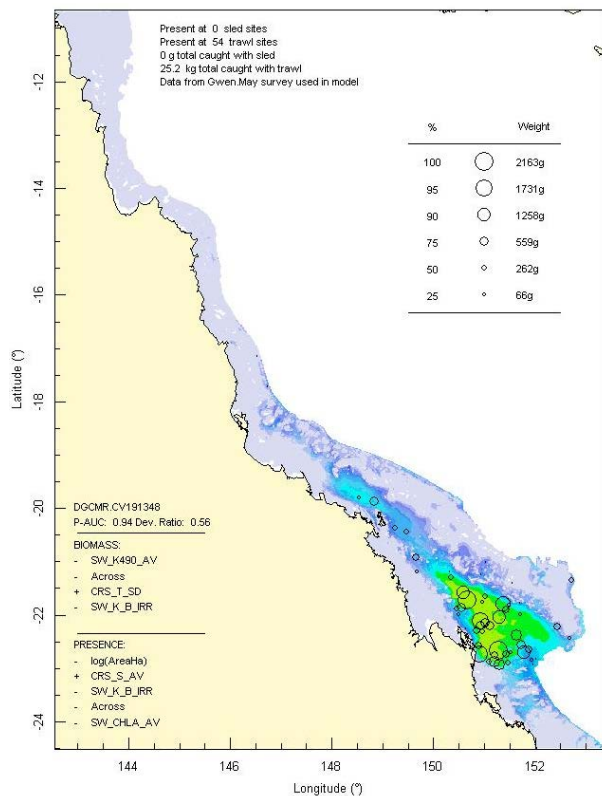 Present at 0 sled sites
Present at 54 trawl sites
0 g total caught with sled
25.2 kg total caught with trawl
Data from Gwen.May survey used in model
% Weight
100 2163g
95 1731g
90 1258g
75 559g
50 262g
25 66g
-12
-14
-16
-18
-20
-22
-24
Latitude (°)
DGCMR.CV191348
P-AUC: 0.94 Dev. Ratio: 0.56
BIOMASS:
- SW_K490_AV
- Across
+ CRS_T_SD
- SW_K_B_IRR
PRESENCE:
- log(AreaHa)
+ CRS_S_AV
- SW_K_B_IRR
- Across
- SW_CHLA_AV
144 146 148 150 152
Longitude (°)